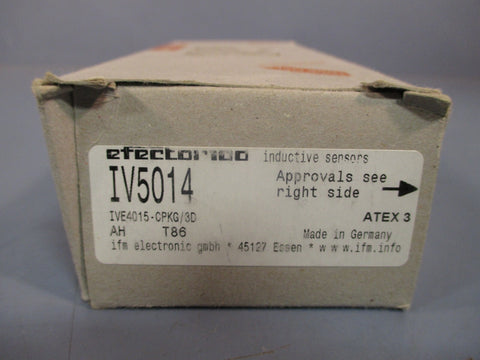 efector100 inductive sensors
IV5014
Approvals see
right side
IVE4015-CPKG/3D
ATEX 3
AH T86
Made in Germany
ifm electronic gmbh * 45127 Essen * www.ifm.info